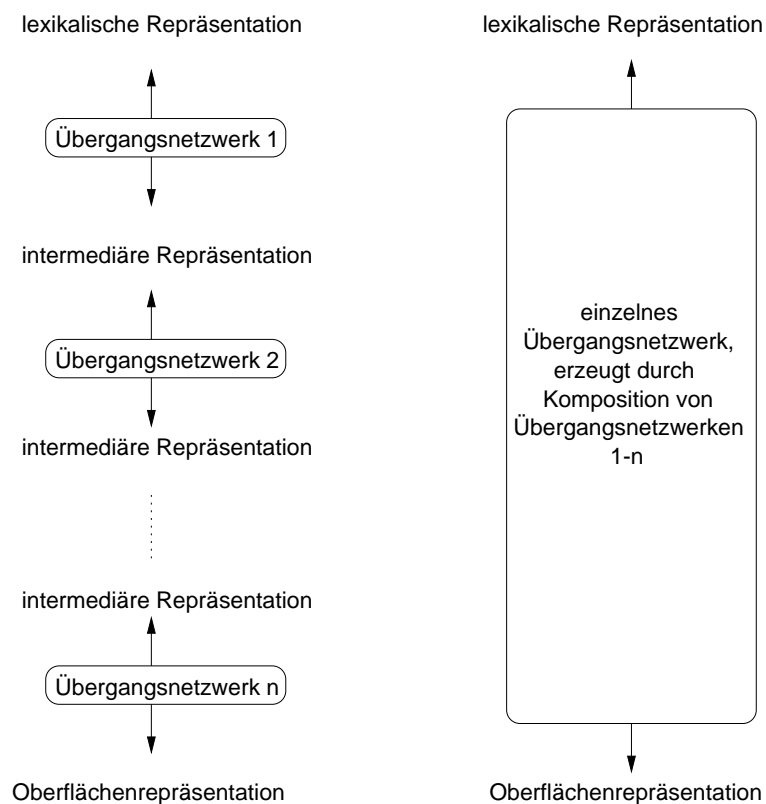 lexikalische Repräsentation
Übergangsnetzwerk 1
intermediäre Repräsentation
Übergangsnetzwerk 2
intermediäre Repräsentation
intermediäre Repräsentation
Übergangsnetzwerk n
Oberflächenrepräsentation
lexikalische Repräsentation
einzelnes
Übergangsnetzwerk,
erzeugt durch
Komposition von
Übergangsnetzwerken
1-n
Oberflächenrepräsentation